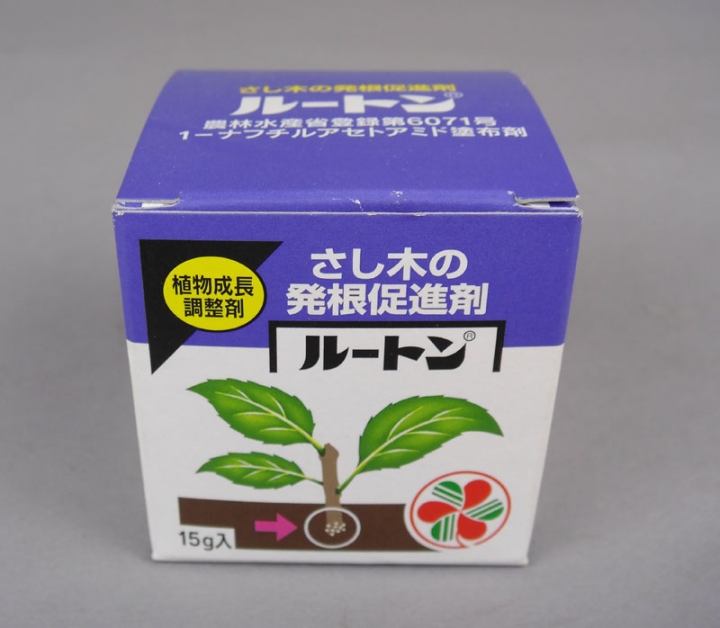 さし木の発根促進剤
ルートン®
農林水産省登録第6071号
1-ナフチルアセトアミド塗布剤
植物成長
調整剤
さし木の
発根促進剤
ルートン®
15g入